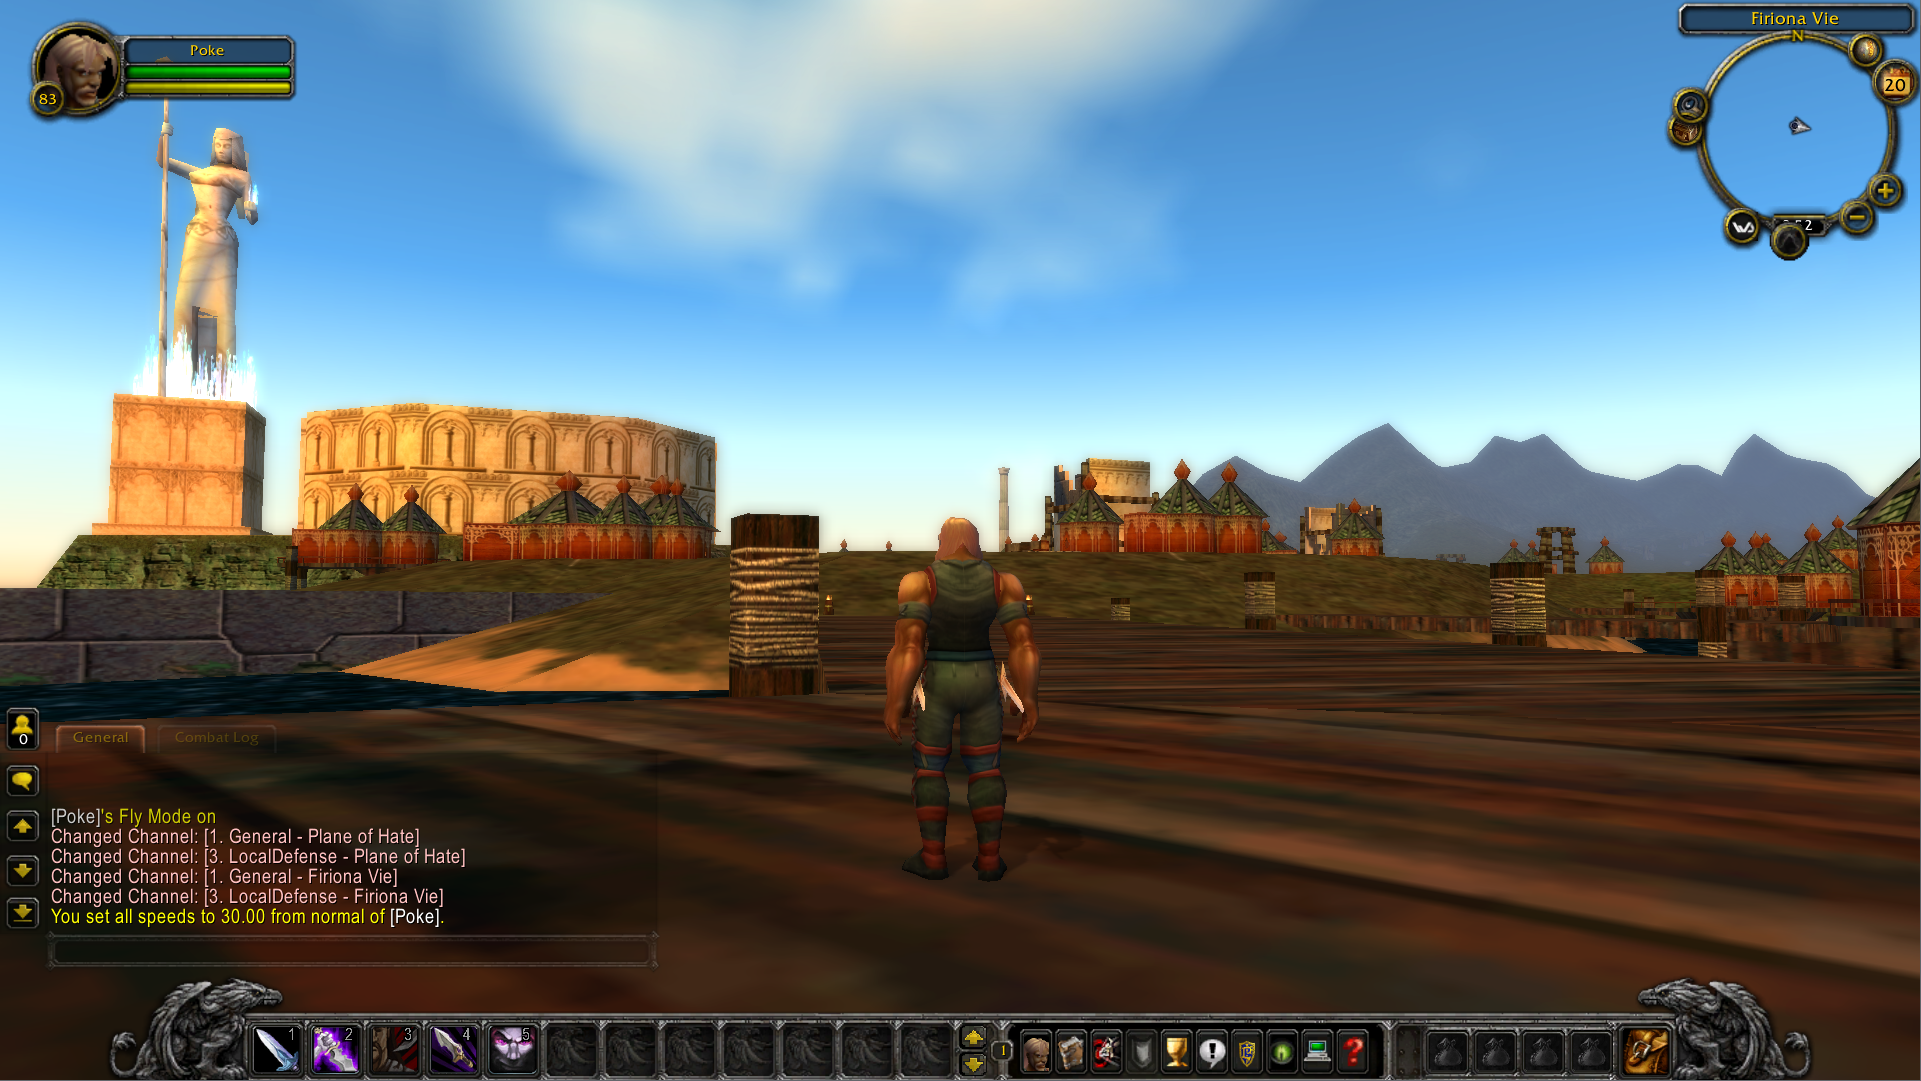 Poke
83
Firiona Vie
N
20
0
General
Combat Log
[Poke]'s Fly Mode on
Changed Channel: [1. General - Plane of Hate]
Changed Channel: [3. LocalDefense - Plane of Hate]
Changed Channel: [1. General - Firiona Vie]
Changed Channel: [3. LocalDefense - Firiona Vie]
You set all speeds to 30.00 from normal of [Poke].
1
2
3
4
5
1